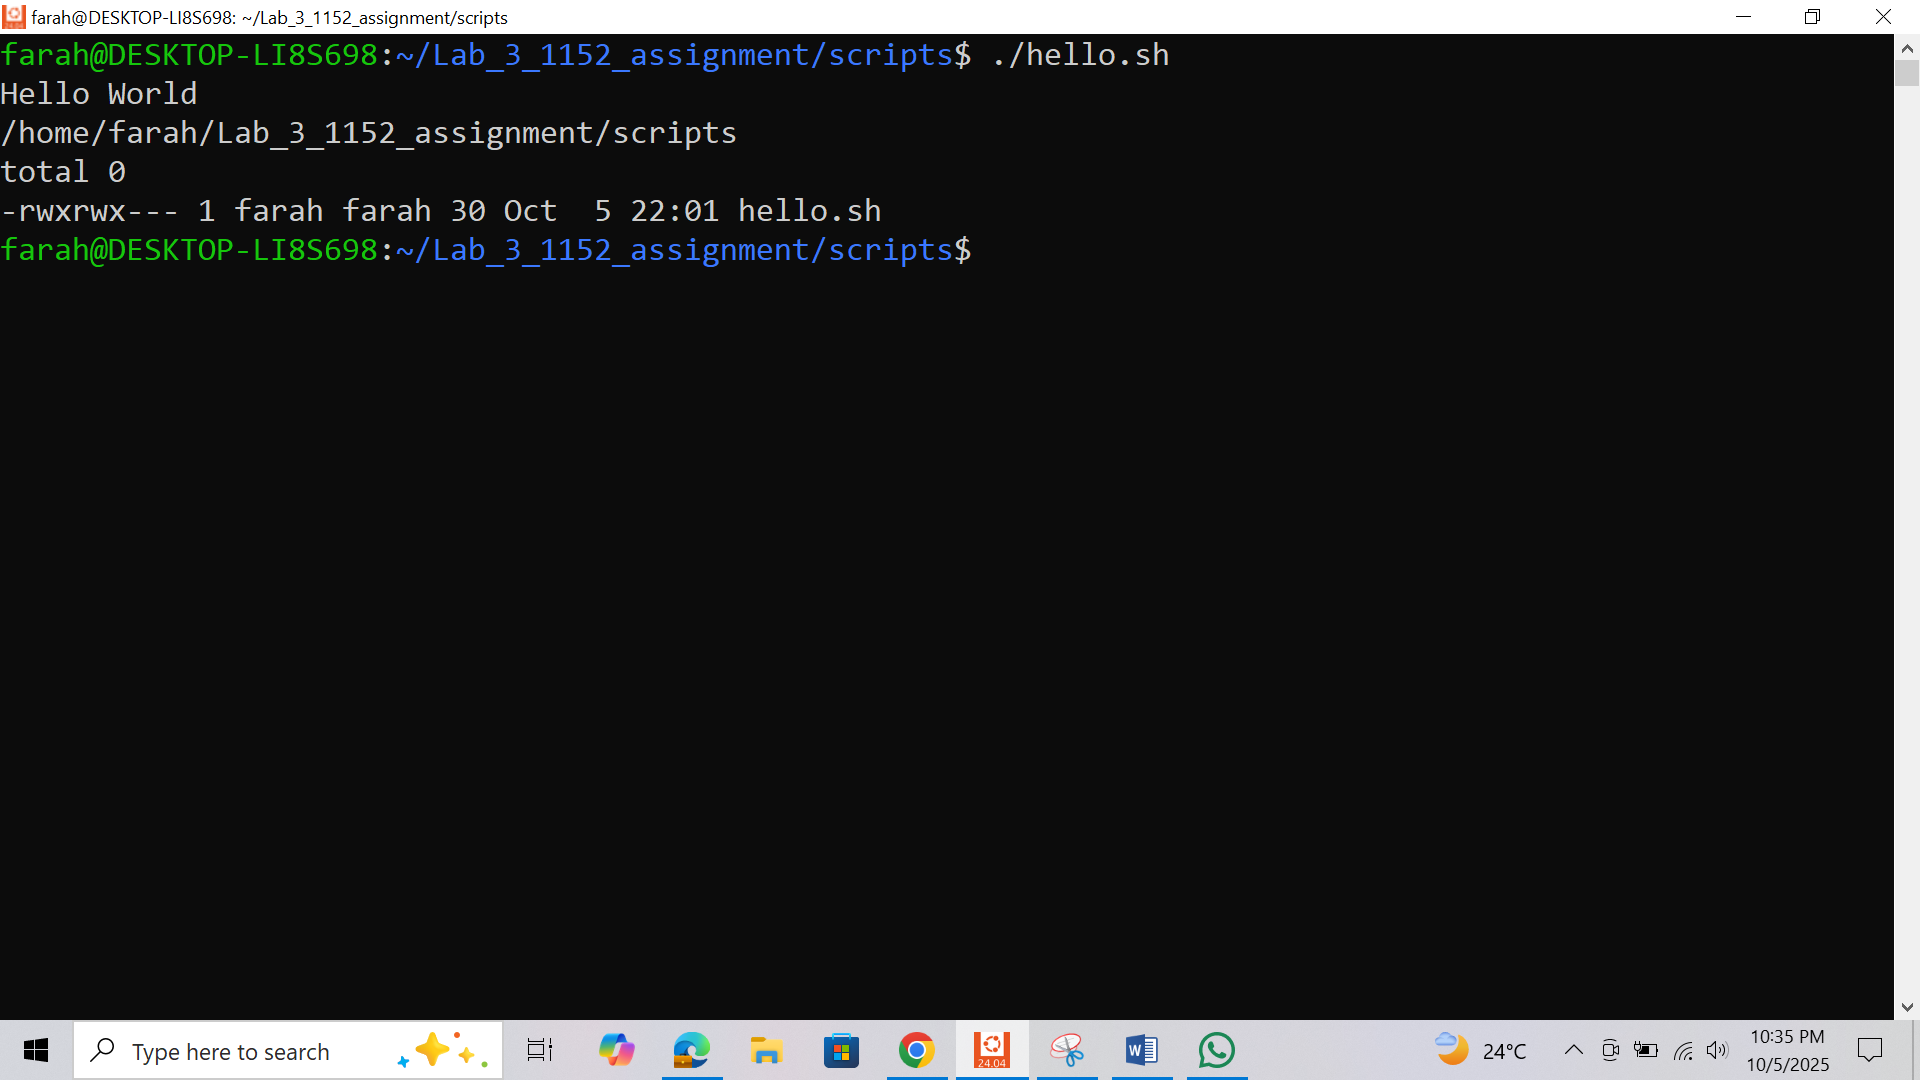 farah@DESKTOP-LI8S698: ~/Lab_3_1152_assignment/scripts
farah@DESKTOP-LI8S698:~/Lab_3_1152_assignment/scripts$ ./hello.sh
Hello World
/home/farah/Lab_3_1152_assignment/scripts
total 0
-rwxrwx--- 1 farah farah 30 Oct  5 22:01 hello.sh
farah@DESKTOP-LI8S698:~/Lab_3_1152_assignment/scripts$
Type here to search
24.04
W
24°C
10:35 PM
10/5/2025